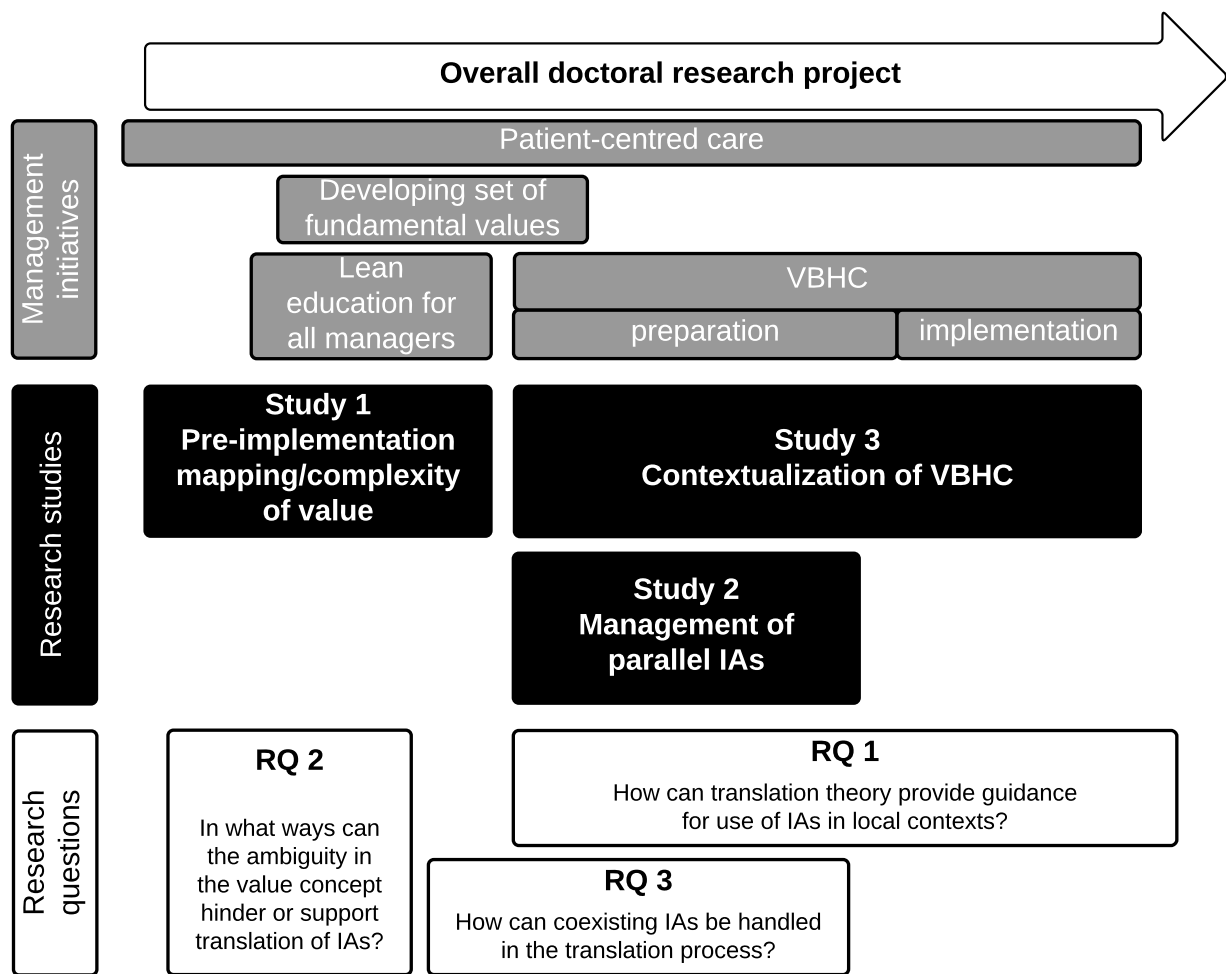 Overall doctoral research project
Management
initiatives
Patient-centred care
Developing set of
fundamental values
Lean
education for
all managers
VBHC
preparation
implementation
Research studies
Study 1
Pre-implementation
mapping/complexity
of value
Study 3
Contextualization of VBHC
Study 2
Management of
parallel IAs
Research
questions
RQ 2
In what ways can
the ambiguity in
the value concept
hinder or support
translation of IAs?
RQ 1
How can translation theory provide guidance
for use of IAs in local contexts?
RQ 3
How can coexisting IAs be handled
in the translation process?